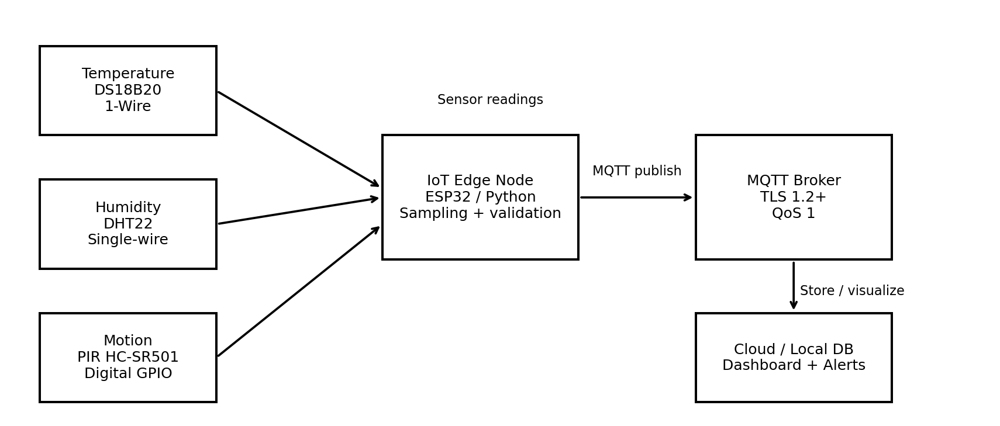 Temperature
DS18B20
1-Wire
Humidity
DHT22
Single-wire
Motion
PIR HC-SR501
Digital GPIO
Sensor readings
IoT Edge Node
ESP32 / Python
Sampling + validation
MQTT publish
MQTT Broker
TLS 1.2+
QoS 1
Store / visualize
Cloud / Local DB
Dashboard + Alerts